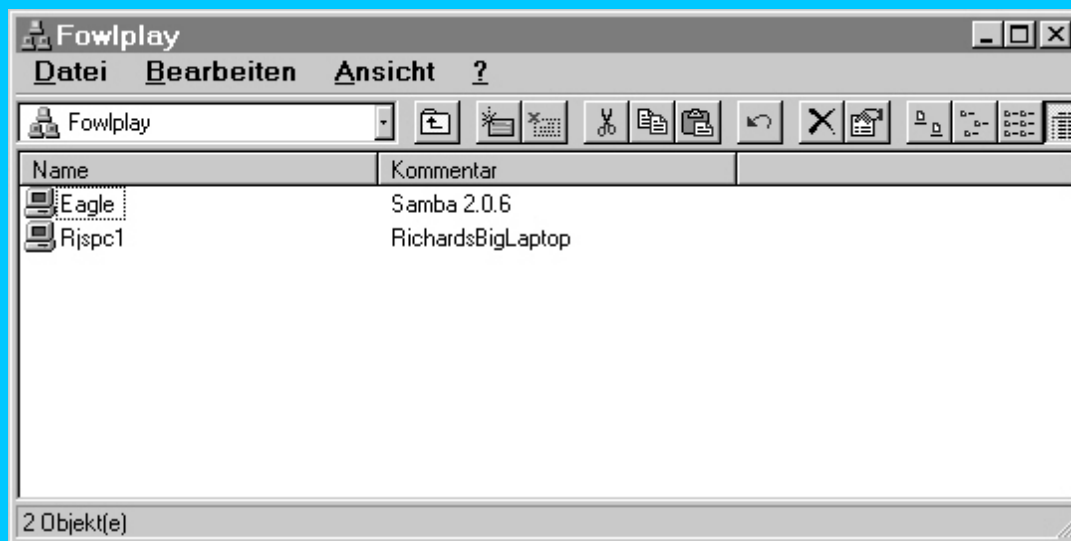 Fowlplay
Datei Bearbeiten Ansicht ?
Fowlplay
Name Kommentar
Eagle Samba 2.0.6
Rjspc1 RichardsBigLaptop
2 Objekt(e)